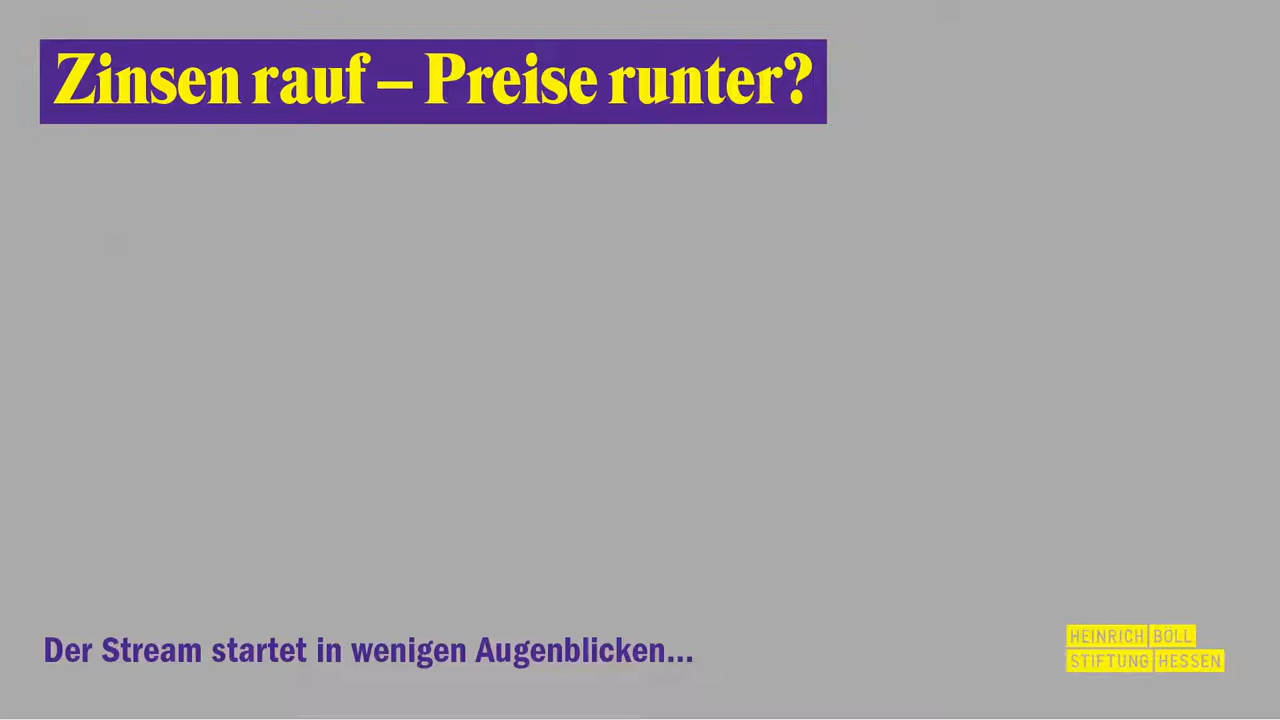 Zinsen rauf – Preise runter?
Der Stream startet in wenigen Augenblicken...
HEINRICH BÖLL
STIFTUNG HESSEN